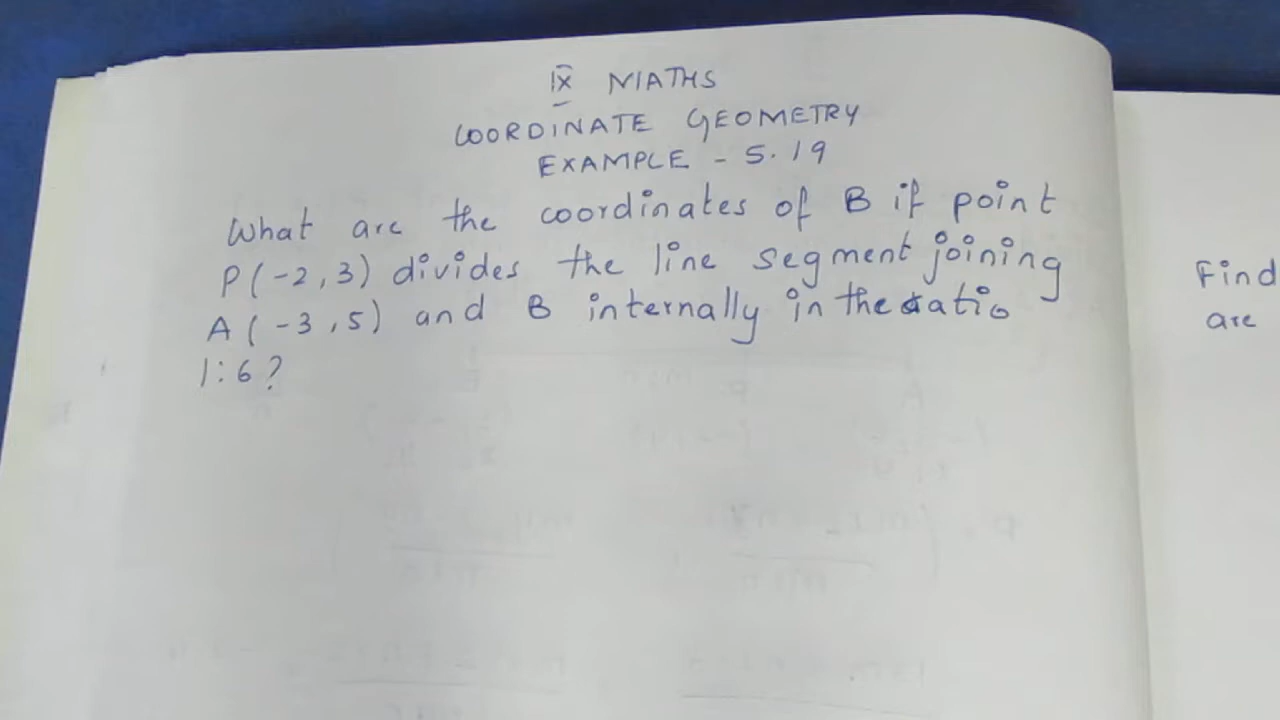 IX MATHS
COORDINATE GEOMETRY
EXAMPLE - 5.19
What are the coordinates of B if point
P(-2,3) divides the line segment joining
A(-3,5) and B internally in the ratio
1:6?
Find
are